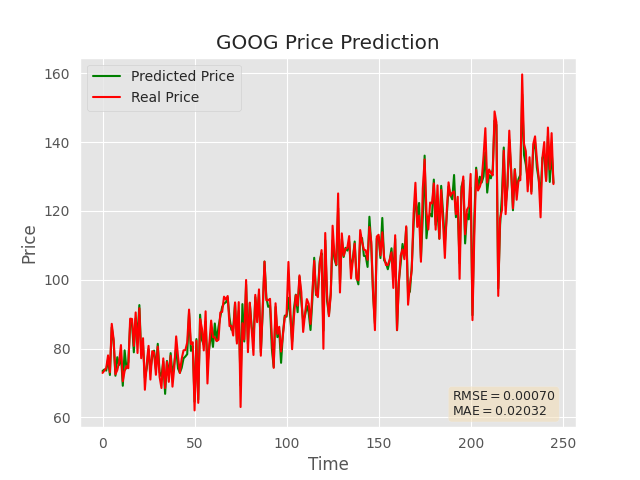 GOOG Price Prediction
Predicted Price
Real Price
Price
160
140
120
100
80
60
RMSE = 0.00070
MAE = 0.02032
0 50 100 150 200 250
Time